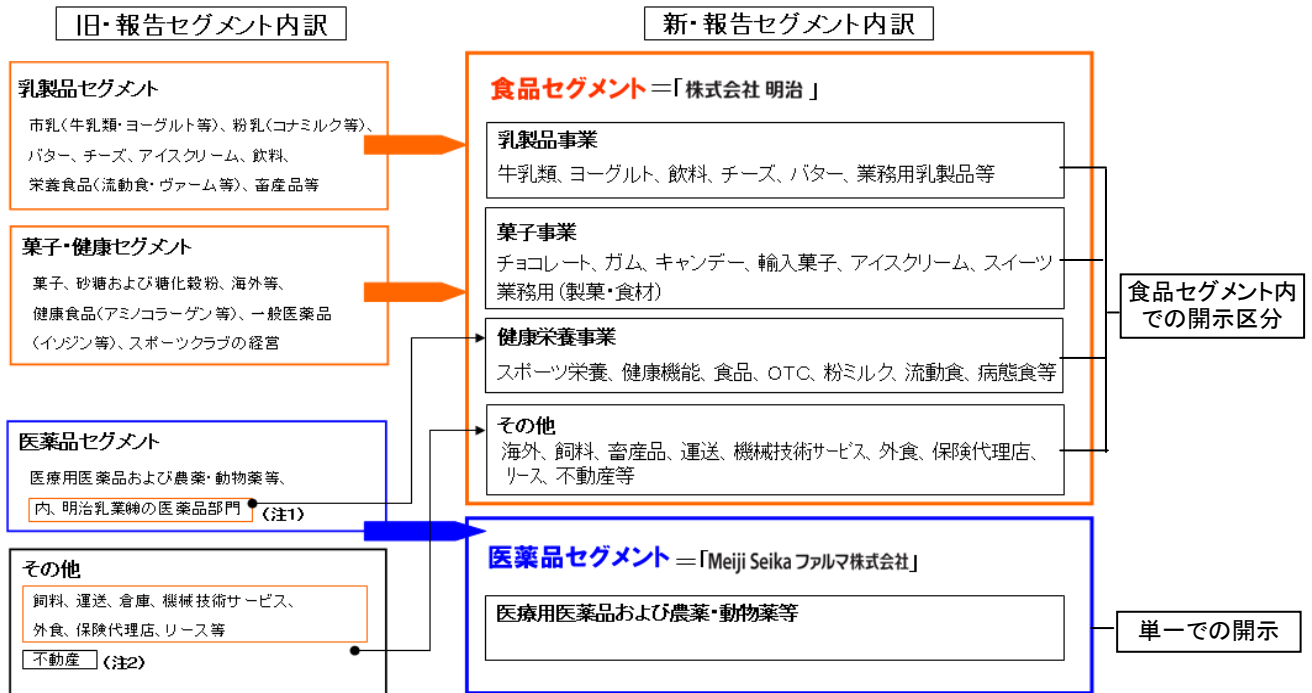 旧・報告セグメント内訳
乳製品セグメント
市乳(牛乳類・ヨーグルト等)、粉乳(コナミルク等)、
バター、チーズ、アイスクリーム、飲料、
栄養食品(流動食・ヴァーム等)、畜産品等
菓子・健康セグメント
菓子、砂糖および糖化穀粉、海外等、
健康食品(アミノコラーゲン等)、一般医薬品
(イソジン等)、スポーツクラブの経営
医薬品セグメント
医療用医薬品および農薬・動物薬等、
内、明治乳業㈱の医薬品部門 (注1)
その他
飼料、運送、倉庫、機械技術サービス、
外食、保険代理店、リース等
不動産 (注2)
新・報告セグメント内訳
食品セグメント=「株式会社 明治 」
乳製品事業
牛乳類、ヨーグルト、飲料、チーズ、バター、業務用乳製品等
菓子事業
チョコレート、ガム、キャンデー、輸入菓子、アイスクリーム、スイーツ
業務用(製菓・食材)
健康栄養事業
スポーツ栄養、健康機能、食品、OTC、粉ミルク、流動食、病態食等
その他
海外、飼料、畜産品、運送、機械技術サービス、外食、保険代理店、
リース、不動産等
食品セグメント内
での開示区分
医薬品セグメント=「Meiji Seika ファルマ株式会社」
医療用医薬品および農薬・動物薬等
単一での開示